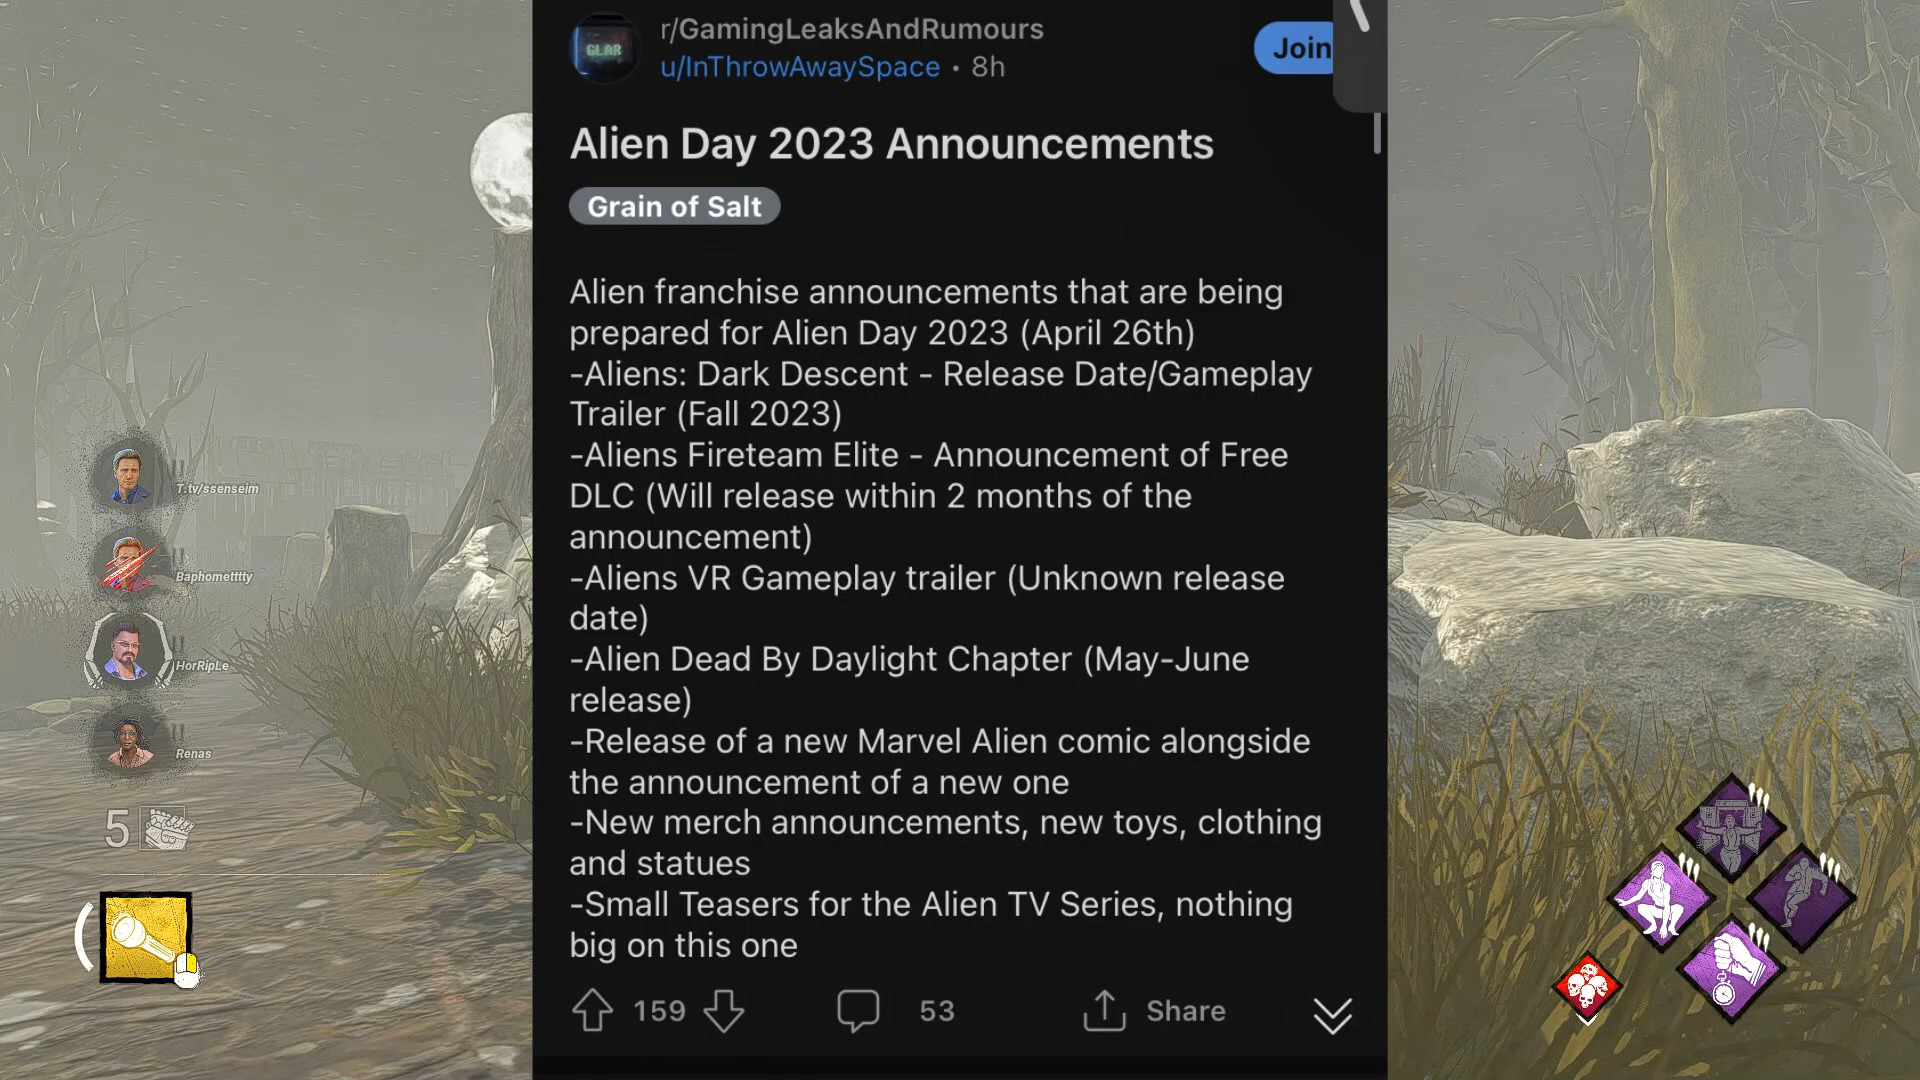 r/GamingLeaksAndRumours
GLAR
u/InThrowAwaySpace • 8h
Join
Alien Day 2023 Announcements
Grain of Salt
Alien franchise announcements that are being
prepared for Alien Day 2023 (April 26th)
-Aliens: Dark Descent - Release Date/Gameplay
Trailer (Fall 2023)
-Aliens Fireteam Elite - Announcement of Free
DLC (Will release within 2 months of the
announcement)
-Aliens VR Gameplay trailer (Unknown release
date)
-Alien Dead By Daylight Chapter (May-June
release)
-Release of a new Marvel Alien comic alongside
the announcement of a new one
-New merch announcements, new toys, clothing
and statues
-Small Teasers for the Alien TV Series, nothing
big on this one
159
53
Share
T.tv/ssenseim
Baphometttty
HorRipLe
Renas
5